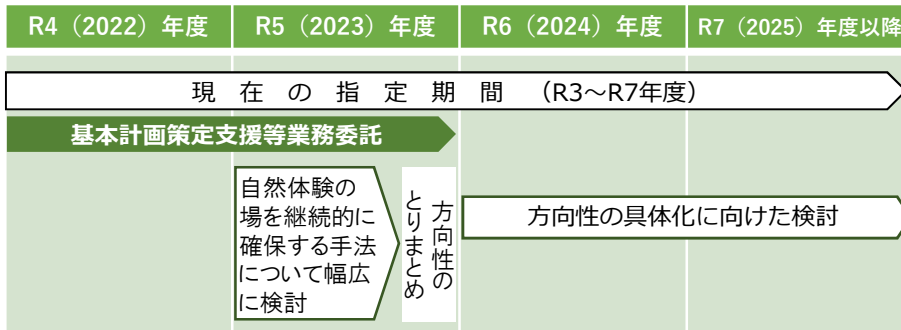 R4（2022）年度
R5（2023）年度
R6（2024）年度
R7（2025）年度以降
現在の指定期間（R3～R7年度）
基本計画策定支援等業務委託
自然体験の
場を継続的に
確保する手法
について幅広
に検討
方向性の
とりまとめ
方向性の具体化に向けた検討